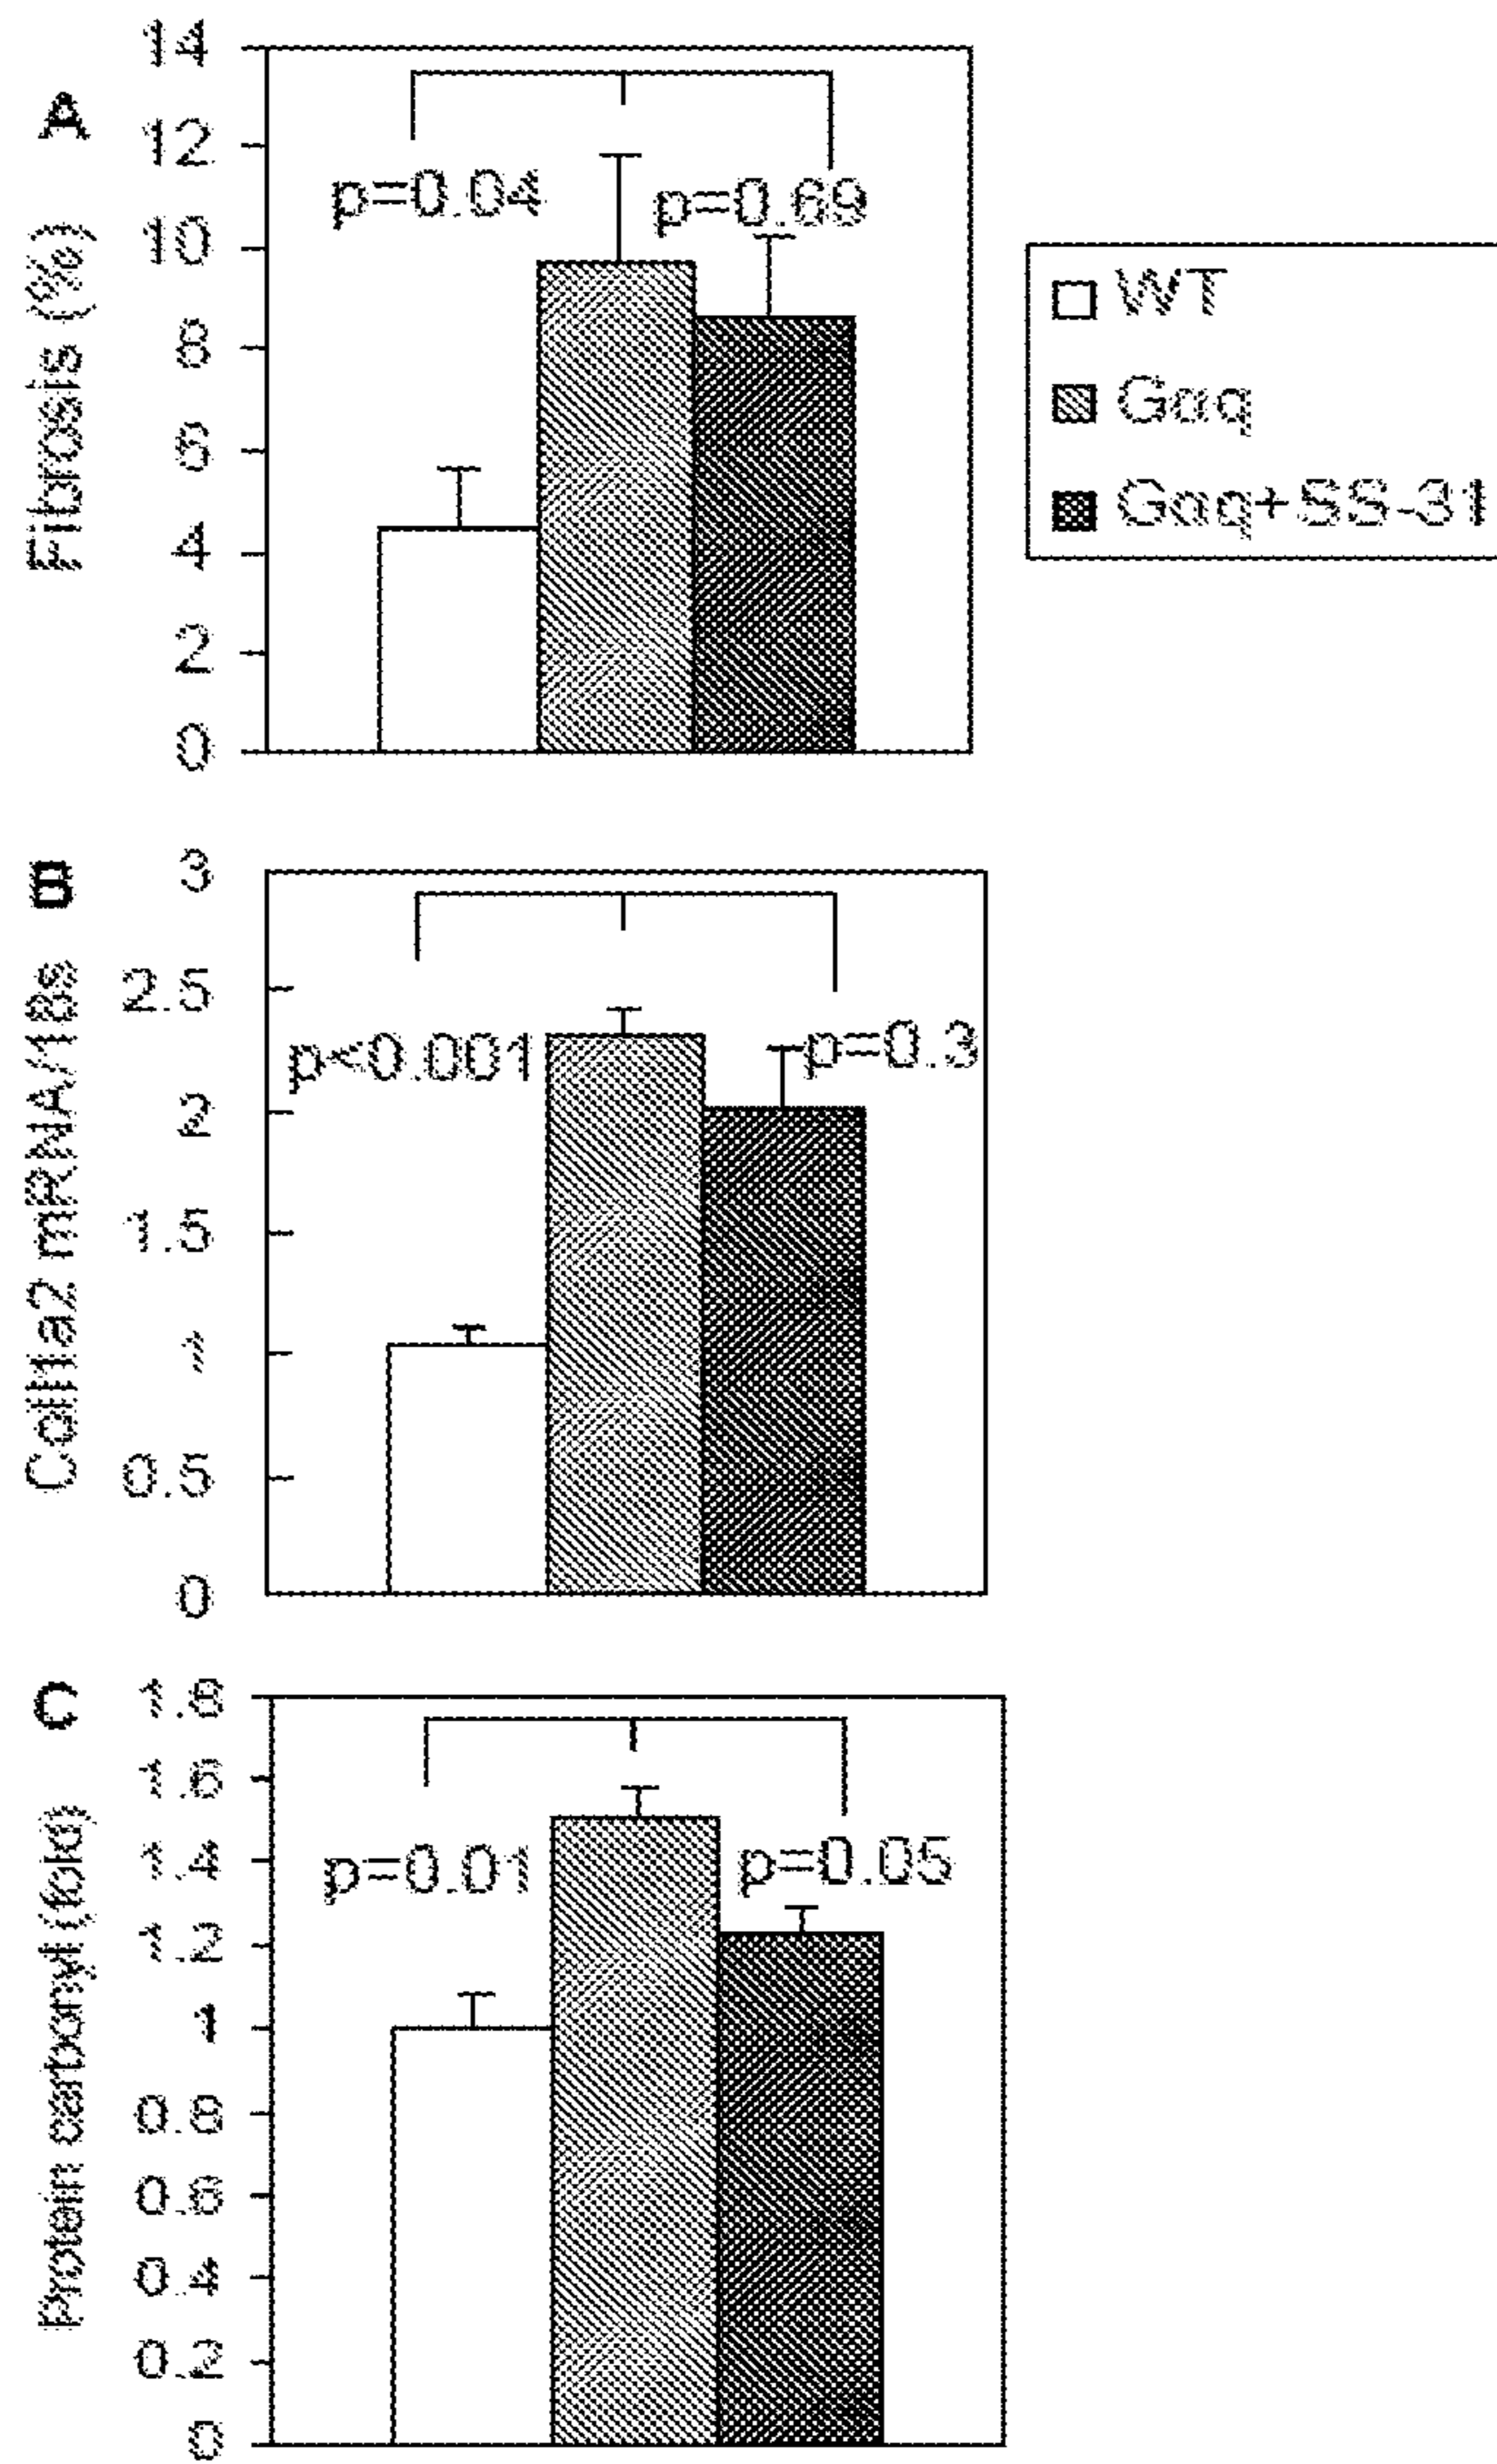 A
Fibrosis (%)
14
12
10
8
6
4
2
0
p=0.04
p=0.69
WT
Gαq
Gαq+SS-31
B
Coll1a2 mRNA/18s
3
2.5
2
1.5
1
0.5
0
p<0.001
p=0.3
C
Protein carbonyl (fold)
1.8
1.6
1.4
1.2
1
0.8
0.6
0.4
0.2
0
p=0.01
p=0.05